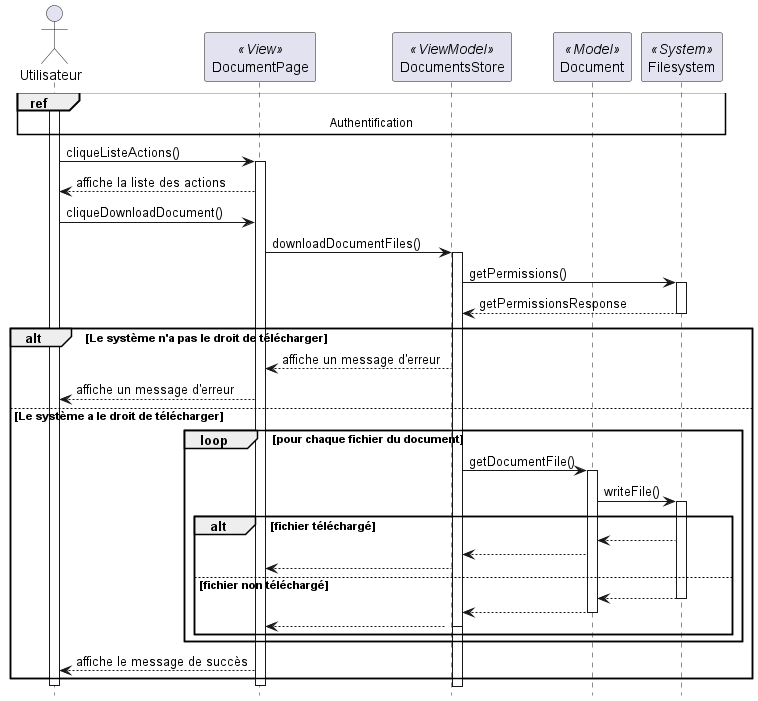 Utilisateur
«View»
DocumentPage
«ViewModel»
DocumentsStore
«Model»
Document
«System»
Filesystem
ref
Authentification
cliqueListeActions()
affiche la liste des actions
cliqueDownloadDocument()
downloadDocumentFiles()
getPermissions()
getPermissionsResponse
alt
[Le système n'a pas le droit de télécharger]
affiche un message d'erreur
affiche un message d'erreur
[Le système a le droit de télécharger]
loop
[pour chaque fichier du document]
getDocumentFile()
writeFile()
alt
[fichier téléchargé]
[fichier non téléchargé]
affiche le message de succès